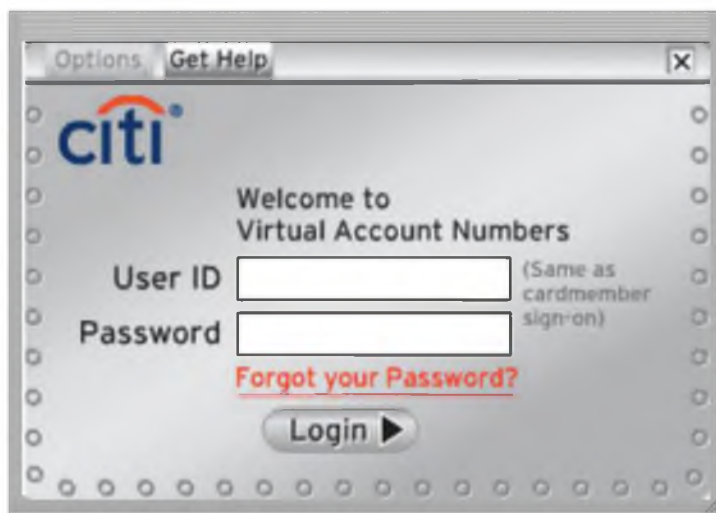 Options Get Help
citi®
Welcome to
Virtual Account Numbers
User ID
(Same as
cardmember
sign-on)
Password
Forgot your Password?
Login